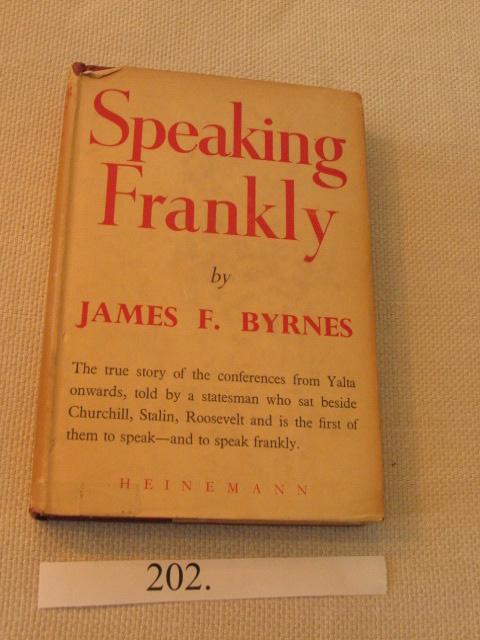 Speaking
Frankly
by
JAMES F. BYRNES
The true story of the conferences from Yalta
onwards, told by a statesman who sat beside
Churchill, Stalin, Roosevelt and is the first of
them to speak—and to speak frankly.
HEINEMANN
202.